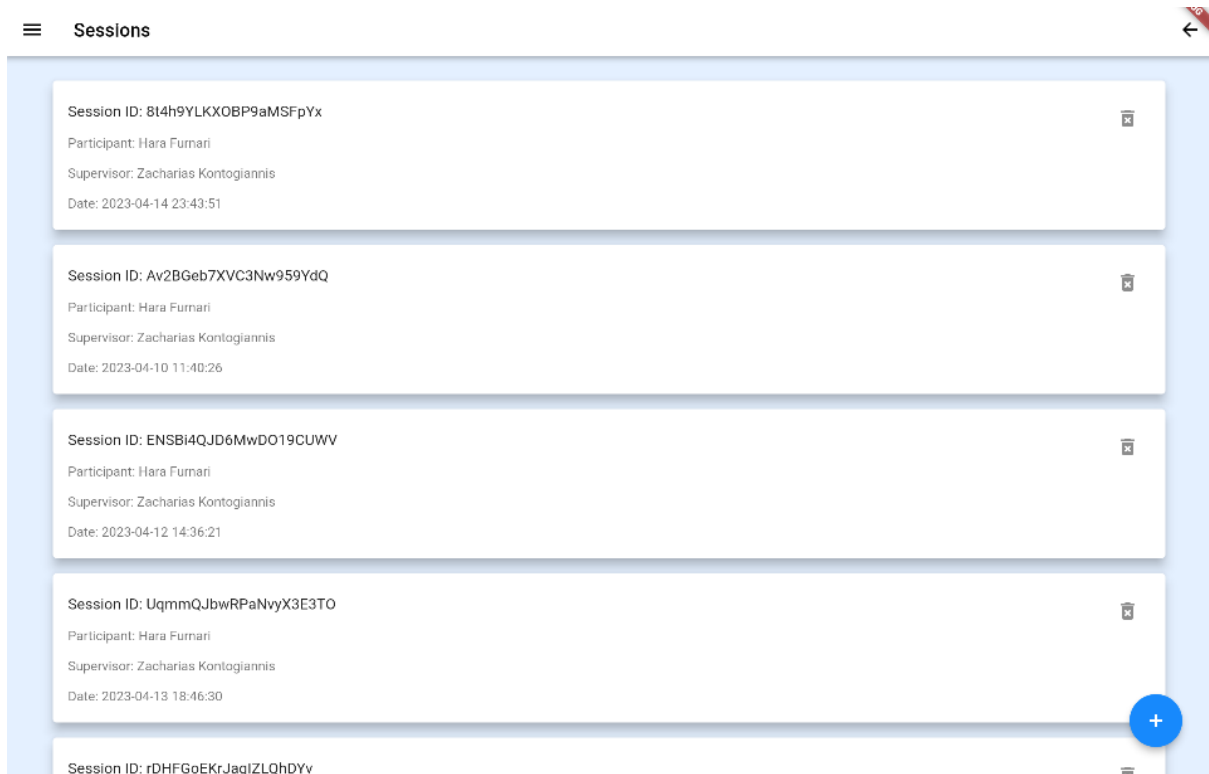 Sessions
Session ID: 8t4h9YLKXOBP9aMSFpYx
Participant: Hara Furnari
Supervisor: Zacharias Kontogiannis
Date: 2023-04-14 23:43:51
Session ID: Av2BGeb7XVC3Nw959YdQ
Participant: Hara Furnari
Supervisor: Zacharias Kontogiannis
Date: 2023-04-10 11:40:26
Session ID: ENSBi4QJD6MwDO19CUWV
Participant: Hara Furnari
Supervisor: Zacharias Kontogiannis
Date: 2023-04-12 14:36:21
Session ID: UqmmQJbwRPaNvyX3E3TO
Participant: Hara Furnari
Supervisor: Zacharias Kontogiannis
Date: 2023-04-13 18:46:30
Session ID: